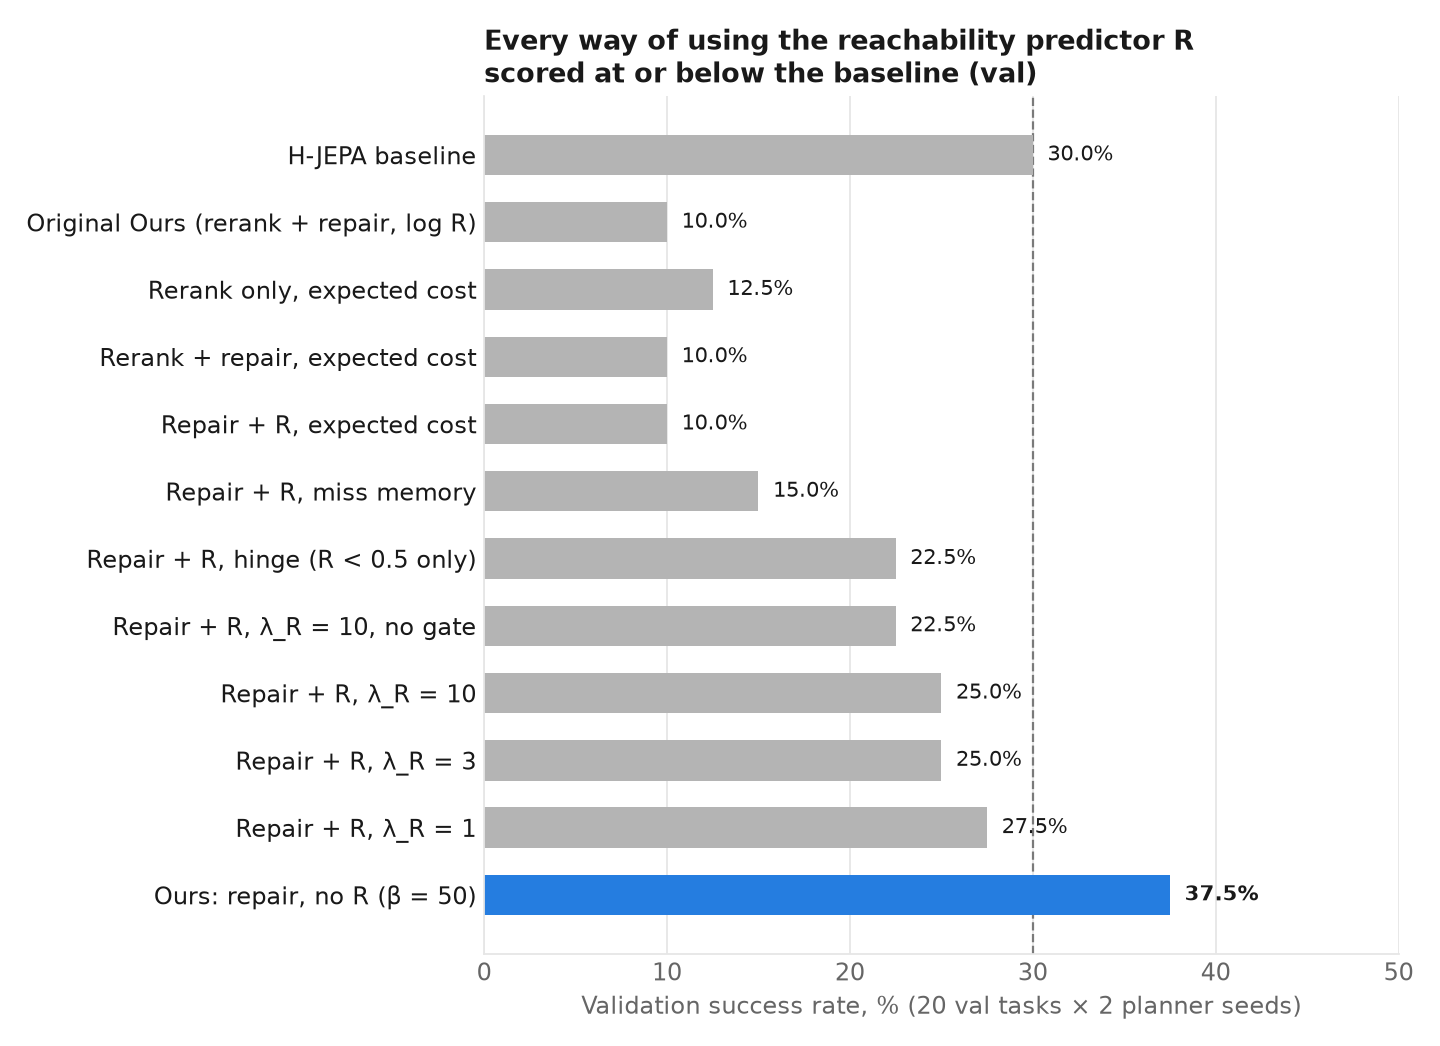 Every way of using the reachability predictor R
scored at or below the baseline (val)
H-JEPA baseline 30.0%
Original Ours (rerank + repair, log R) 10.0%
Rerank only, expected cost 12.5%
Rerank + repair, expected cost 10.0%
Repair + R, expected cost 10.0%
Repair + R, miss memory 15.0%
Repair + R, hinge (R < 0.5 only) 22.5%
Repair + R, λ_R = 10, no gate 22.5%
Repair + R, λ_R = 10 25.0%
Repair + R, λ_R = 3 25.0%
Repair + R, λ_R = 1 27.5%
Ours: repair, no R (β = 50) 37.5%
0 10 20 30 40 50
Validation success rate, % (20 val tasks × 2 planner seeds)